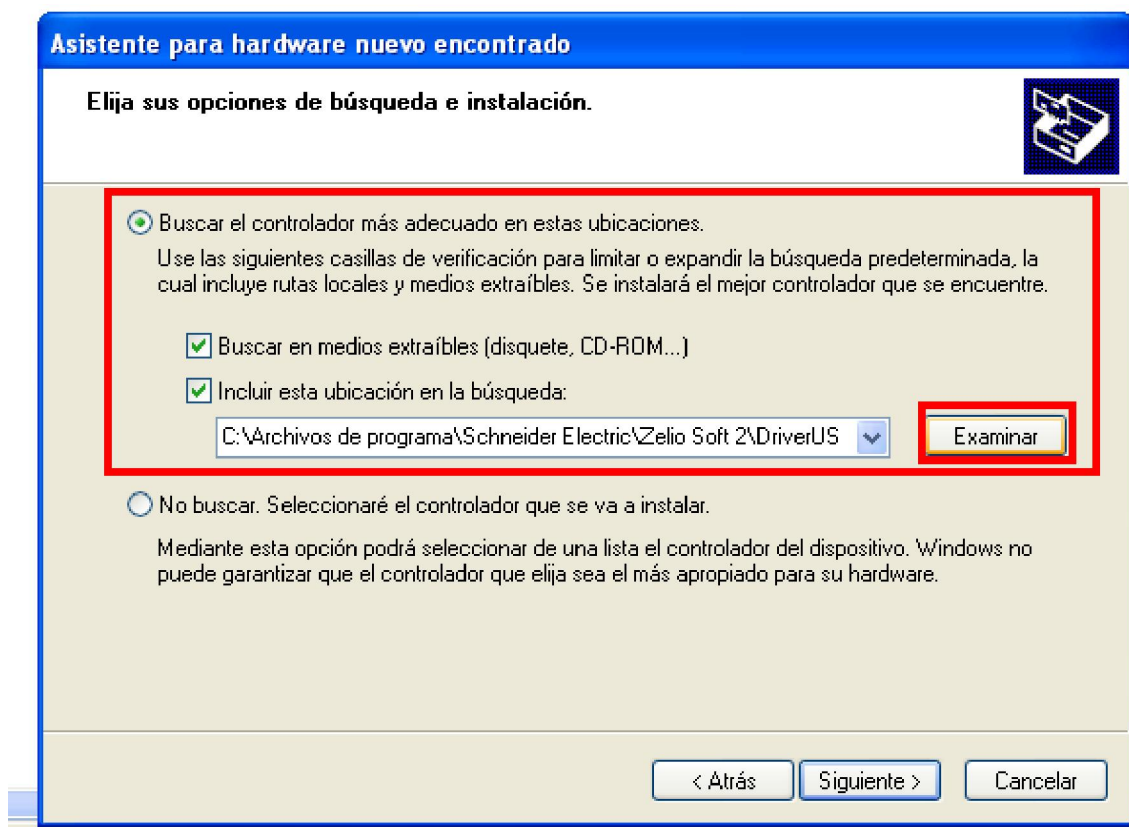 Asistente para hardware nuevo encontrado
Elija sus opciones de búsqueda e instalación.
Buscar el controlador más adecuado en estas ubicaciones.
Use las siguientes casillas de verificación para limitar o expandir la búsqueda predeterminada, la
cual incluye rutas locales y medios extraíbles. Se instalará el mejor controlador que se encuentre.
Buscar en medios extraíbles (disquete, CD-ROM...)
Incluir esta ubicación en la búsqueda:
C:\Archivos de programa\Schneider Electric\Zelio Soft 2\DriverUS
Examinar
No buscar. Seleccionaré el controlador que se va a instalar.
Mediante esta opción podrá seleccionar de una lista el controlador del dispositivo. Windows no
puede garantizar que el controlador que elija sea el más apropiado para su hardware.
< Atrás Siguiente > Cancelar